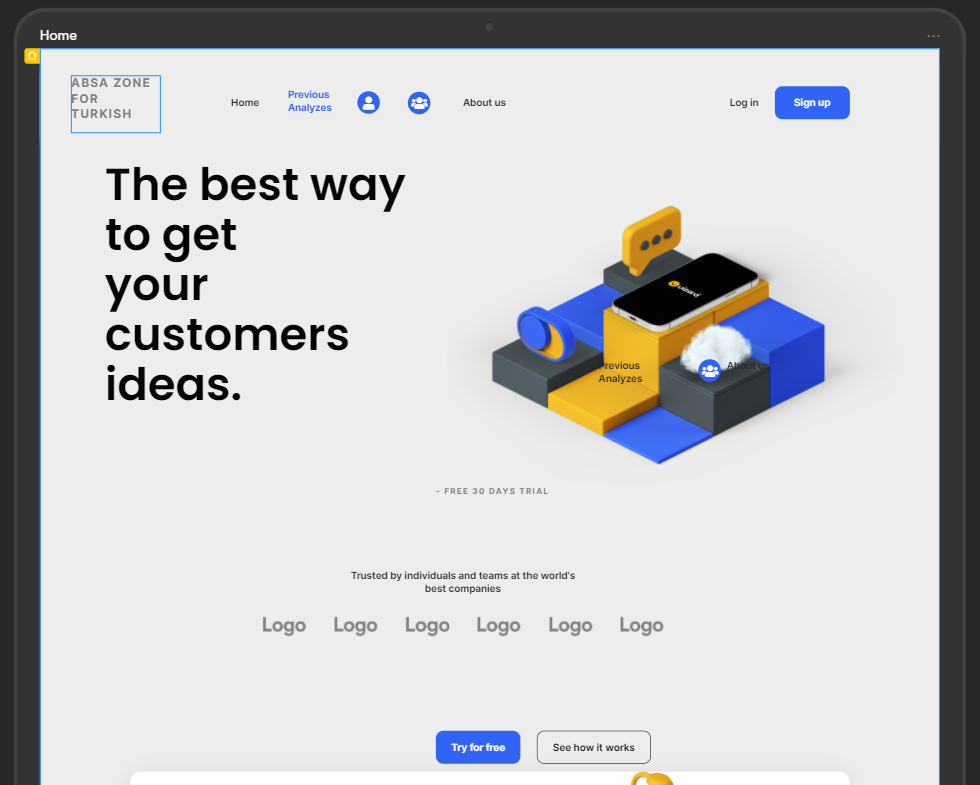 Home
ABSA ZONE
FOR
TURKISH
Home
Previous
Analyzes
About us
Log in
Sign up
The best way
to get
your
customers
ideas.
uizard
Previous
Analyzes
About us
- FREE 30 DAYS TRIAL
Trusted by individuals and teams at the world's
best companies
Logo Logo Logo Logo Logo Logo
Try for free
See how it works